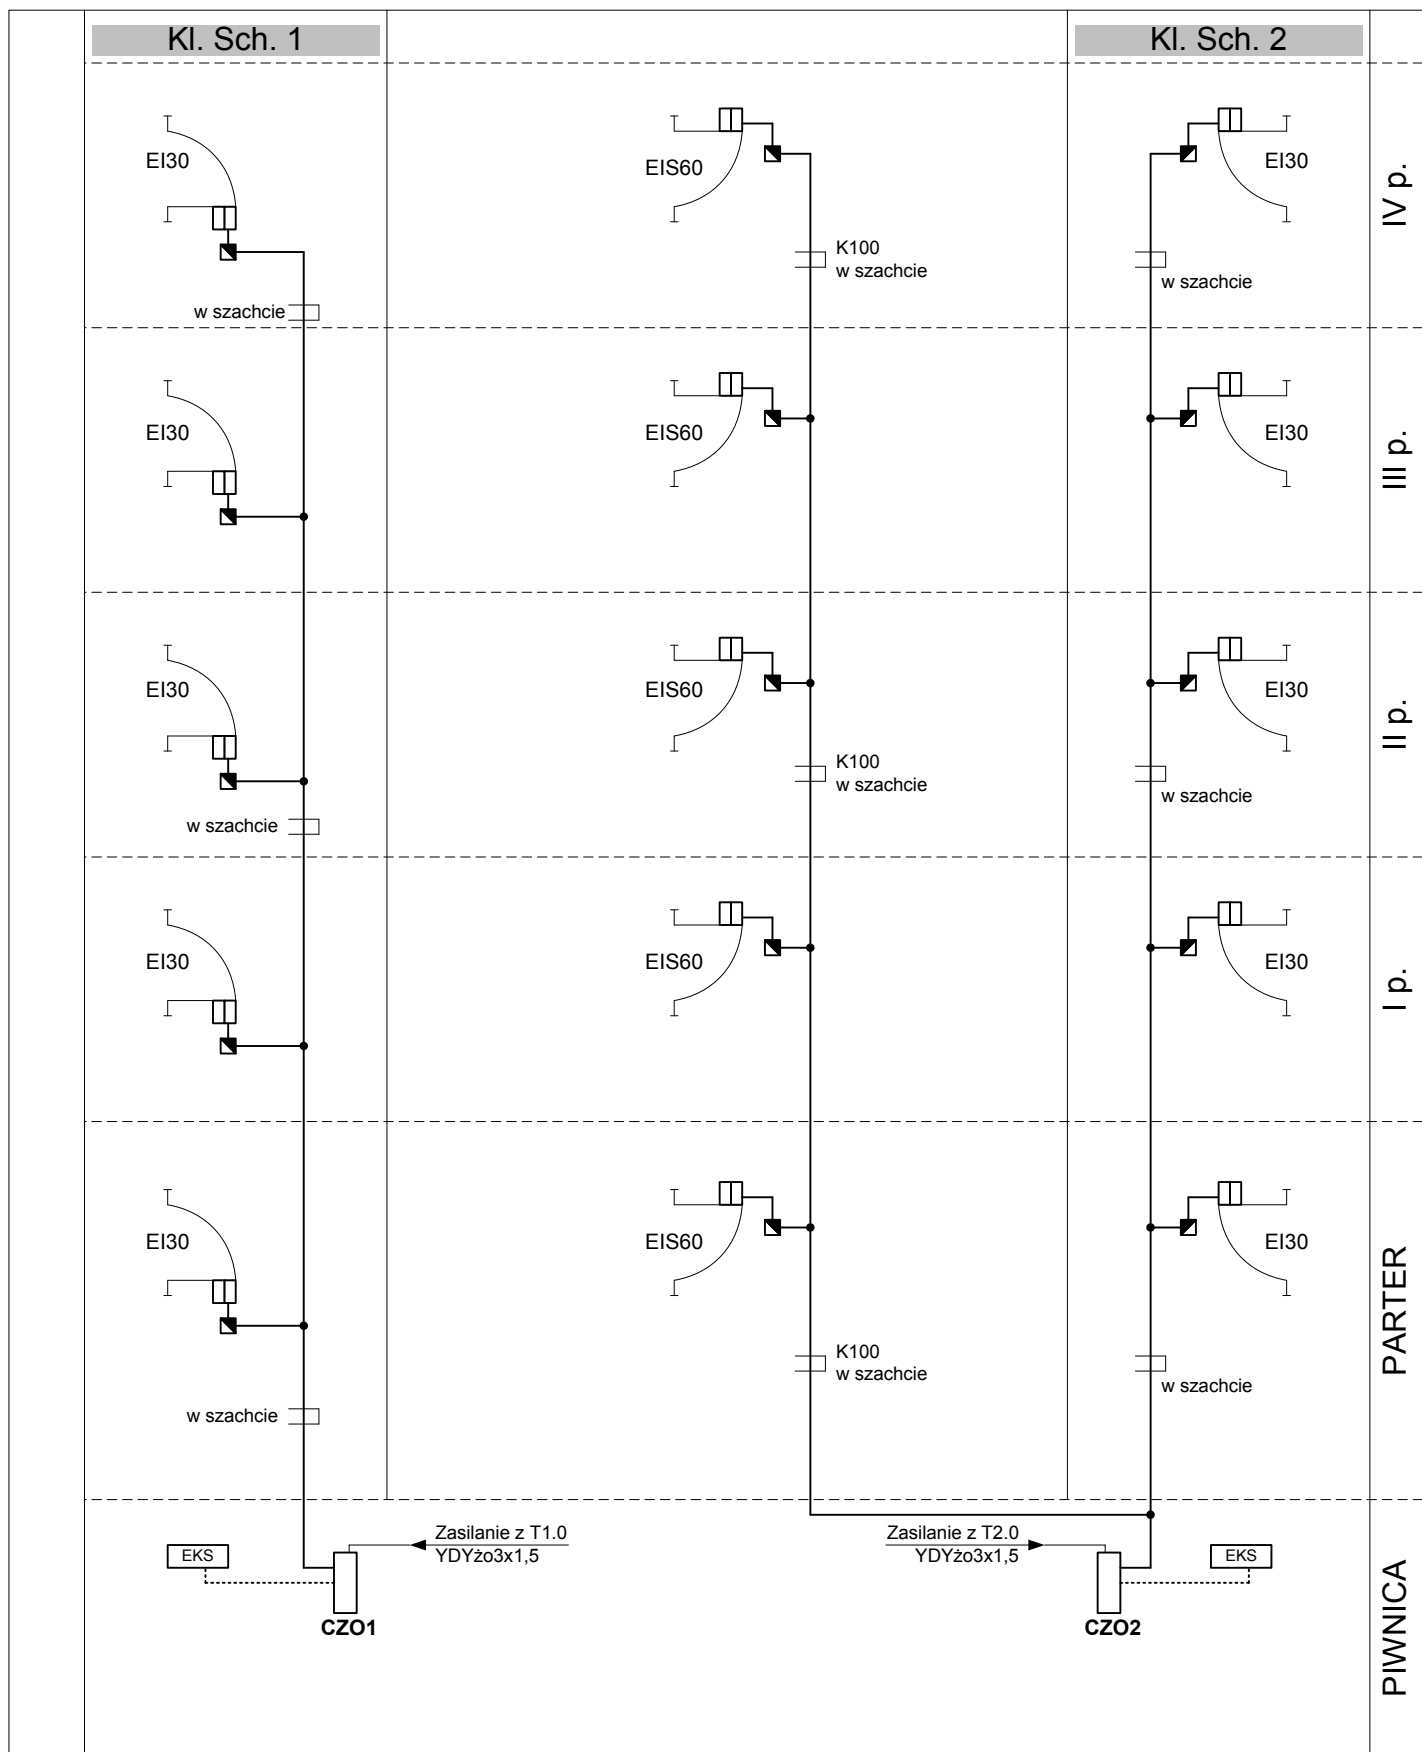 Kl. Sch. 1
Kl. Sch. 2
EI30
EIS60
EI30
IV p.
K100
w szachcie
w szachcie
w szachcie
EI30
EIS60
EI30
III p.
EI30
EIS60
EI30
II p.
K100
w szachcie
w szachcie
w szachcie
EI30
EIS60
EI30
I p.
EI30
EIS60
EI30
PARTER
K100
w szachcie
w szachcie
w szachcie
Zasilanie z T1.0
YDYżo3x1,5
Zasilanie z T2.0
YDYżo3x1,5
EKS
EKS
CZO1
CZO2
PIWNICA